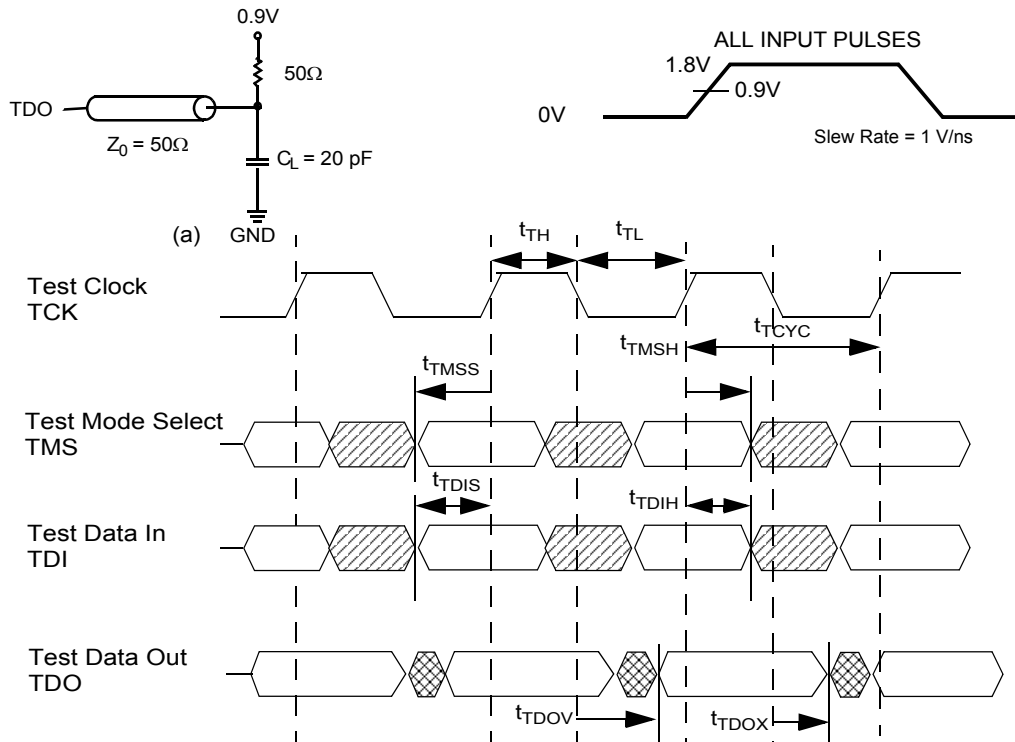 0.9V
50Ω
TDO
Z0 = 50Ω
CL = 20 pF
(a)
GND
ALL INPUT PULSES
1.8V
0.9V
0V
Slew Rate = 1 V/ns
tTH
tTL
Test Clock
TCK
tTCYC
tTMSH
tTMSS
Test Mode Select
TMS
tTDIS
tTDIH
Test Data In
TDI
Test Data Out
TDO
tTDOV
tTDOX